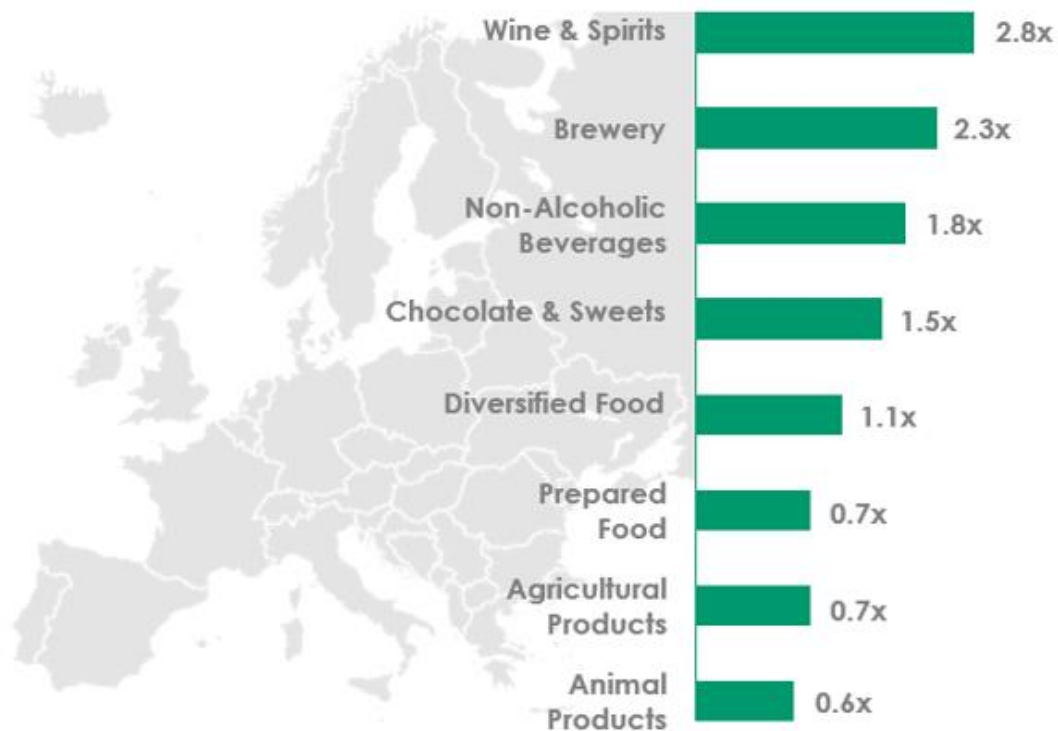 Wine & Spirits 2.8x
Brewery 2.3x
Non-Alcoholic
Beverages 1.8x
Chocolate & Sweets 1.5x
Diversified Food 1.1x
Prepared
Food 0.7x
Agricultural
Products 0.7x
Animal
Products 0.6x